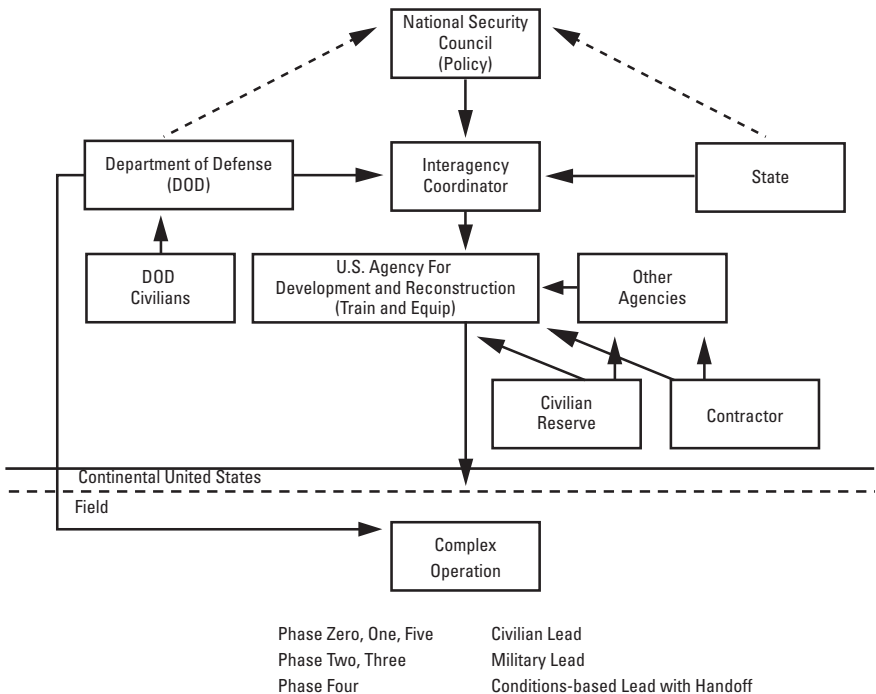 National Security
Council
(Policy)
Department of Defense
(DOD)
Interagency
Coordinator
State
DOD
Civilians
U.S. Agency For
Development and Reconstruction
(Train and Equip)
Other
Agencies
Civilian
Reserve
Contractor
Continental United States
Field
Complex
Operation
Phase Zero, One, Five Civilian Lead
Phase Two, Three Military Lead
Phase Four Conditions-based Lead with Handoff